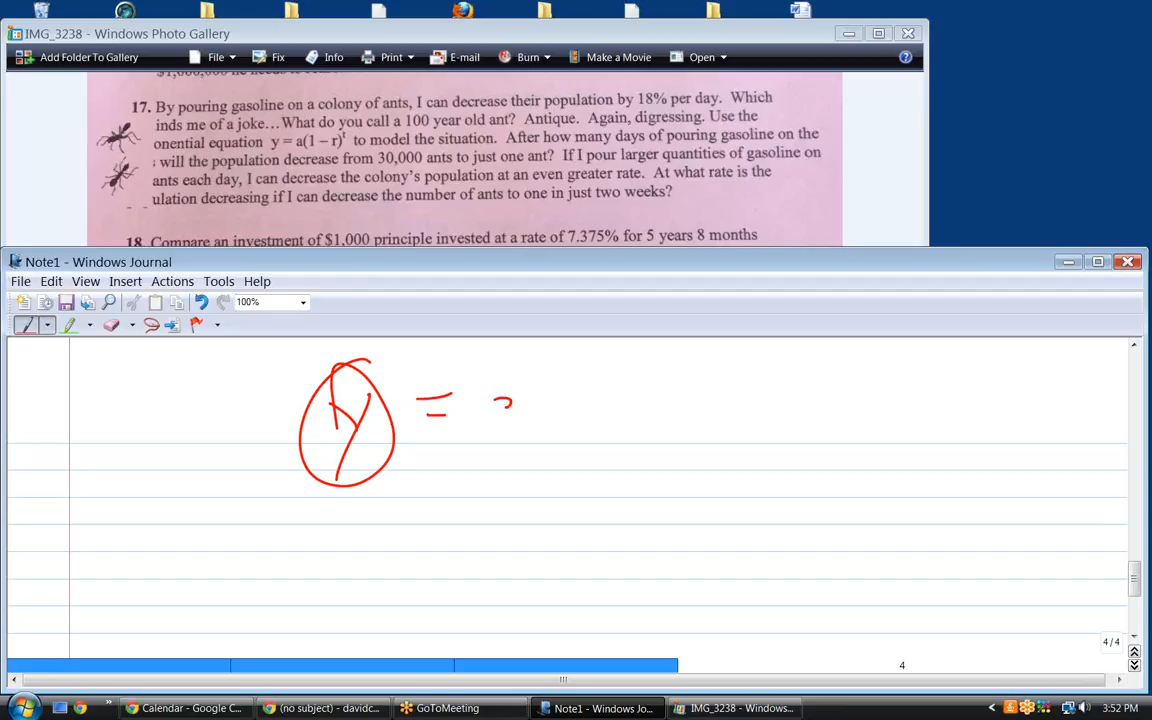 IMG_3238 - Windows Photo Gallery
Add Folder To Gallery File Fix Info Print E-mail Burn Make a Movie Open
17. By pouring gasoline on a colony of ants, I can decrease their population by 18% per day. Which
inds me of a joke...What do you call a 100 year old ant? Antique. Again, digressing. Use the
onential equation y = a(1 – r)^t to model the situation. After how many days of pouring gasoline on the
will the population decrease from 30,000 ants to just one ant? If I pour larger quantities of gasoline on
ants each day, I can decrease the colony's population at an even greater rate. At what rate is the
ulation decreasing if I can decrease the number of ants to one in just two weeks?
18. Compare an investment of $1,000 principle invested at a rate of 7.375% for 5 years 8 months
Note1 - Windows Journal
File Edit View Insert Actions Tools Help
100%
y =
4/4
4
Calendar - Google C... (no subject) - davidc... GoToMeeting Note1 - Windows Jo... IMG_3238 - Windows... 3:52 PM